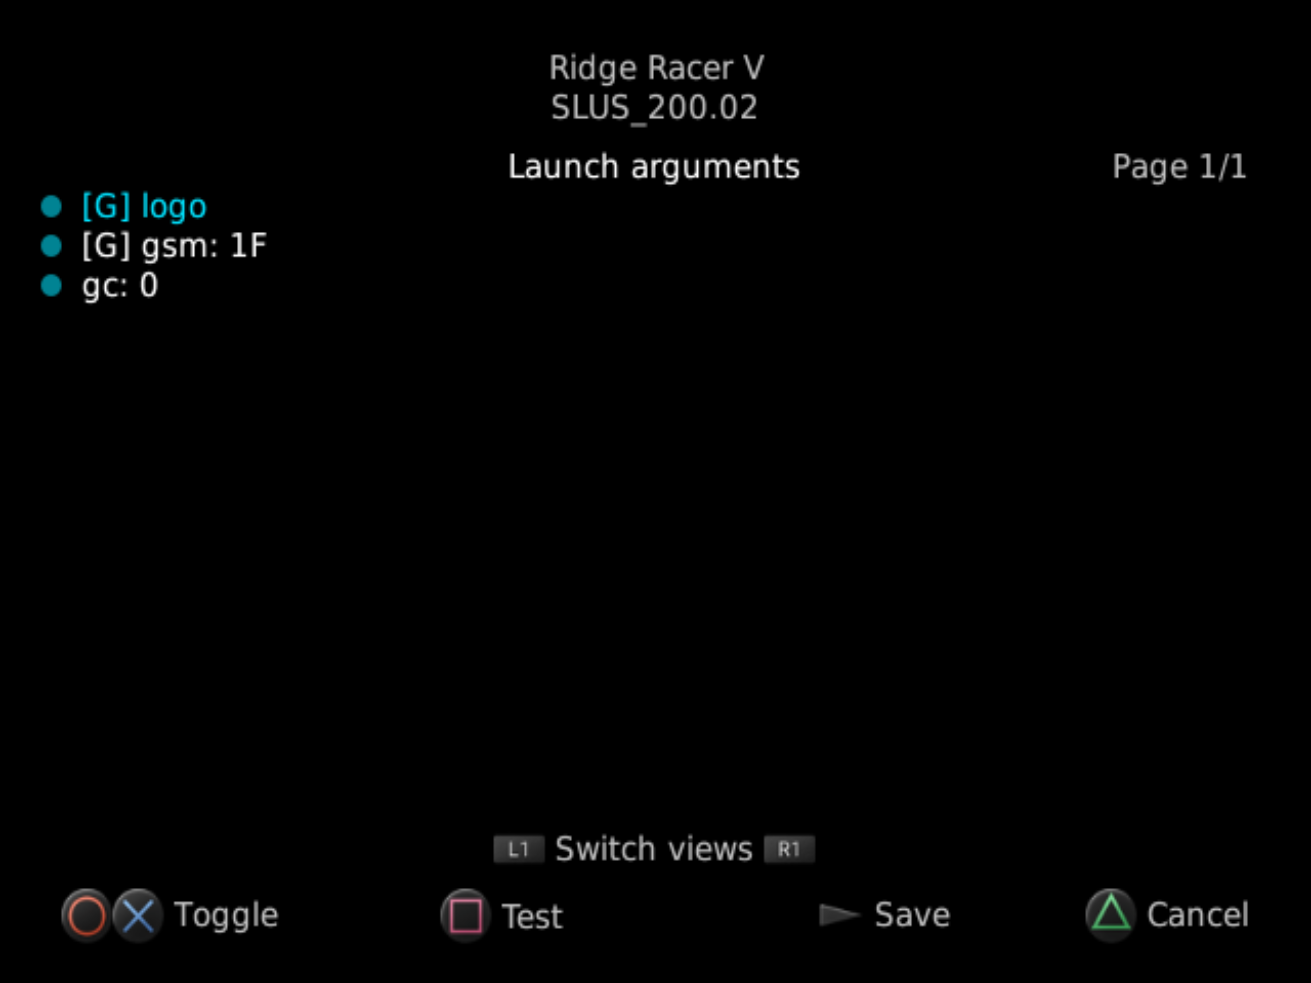 Ridge Racer V
SLUS_200.02
Launch arguments
Page 1/1
[G] logo
[G] gsm: 1F
gc: 0
L1 Switch views R1
Toggle
Test
Save
Cancel